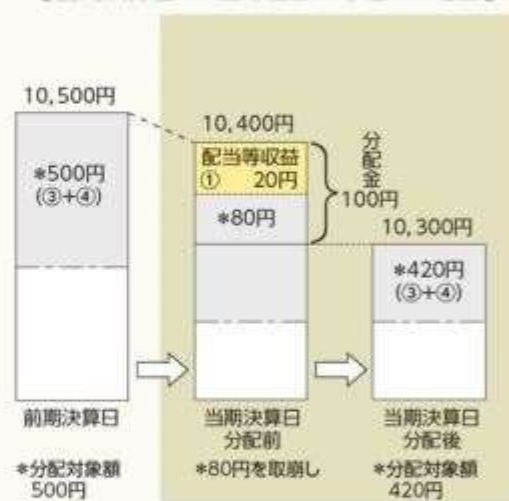 10,500円
*500円
(③+④)
前期決算日
*分配対象額
500円
10,400円
配当等収益
① 20円
*80円
分配金
100円
当期決算日
分配前
*80円を取崩し
10,300円
*420円
(③+④)
当期決算日
分配後
*分配対象額
420円